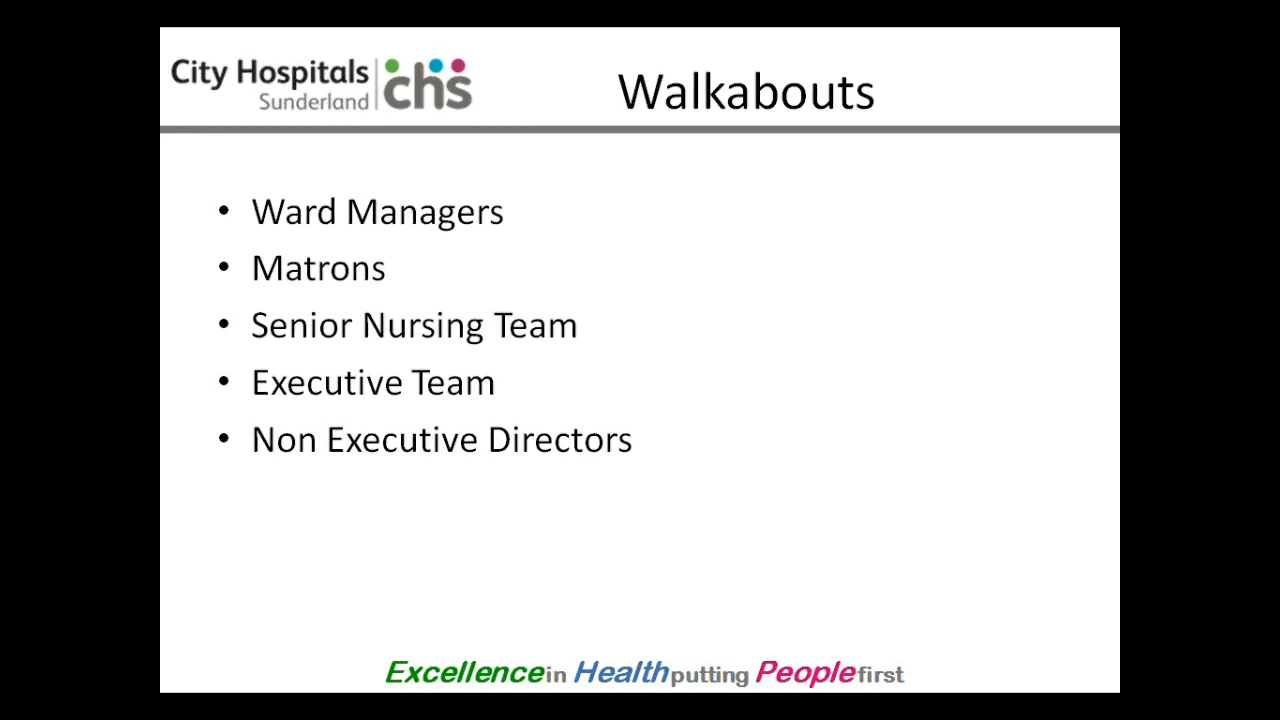 City Hospitals
Sunderland
chs
Walkabouts
• Ward Managers
• Matrons
• Senior Nursing Team
• Executive Team
• Non Executive Directors
Excellence in Health putting People first